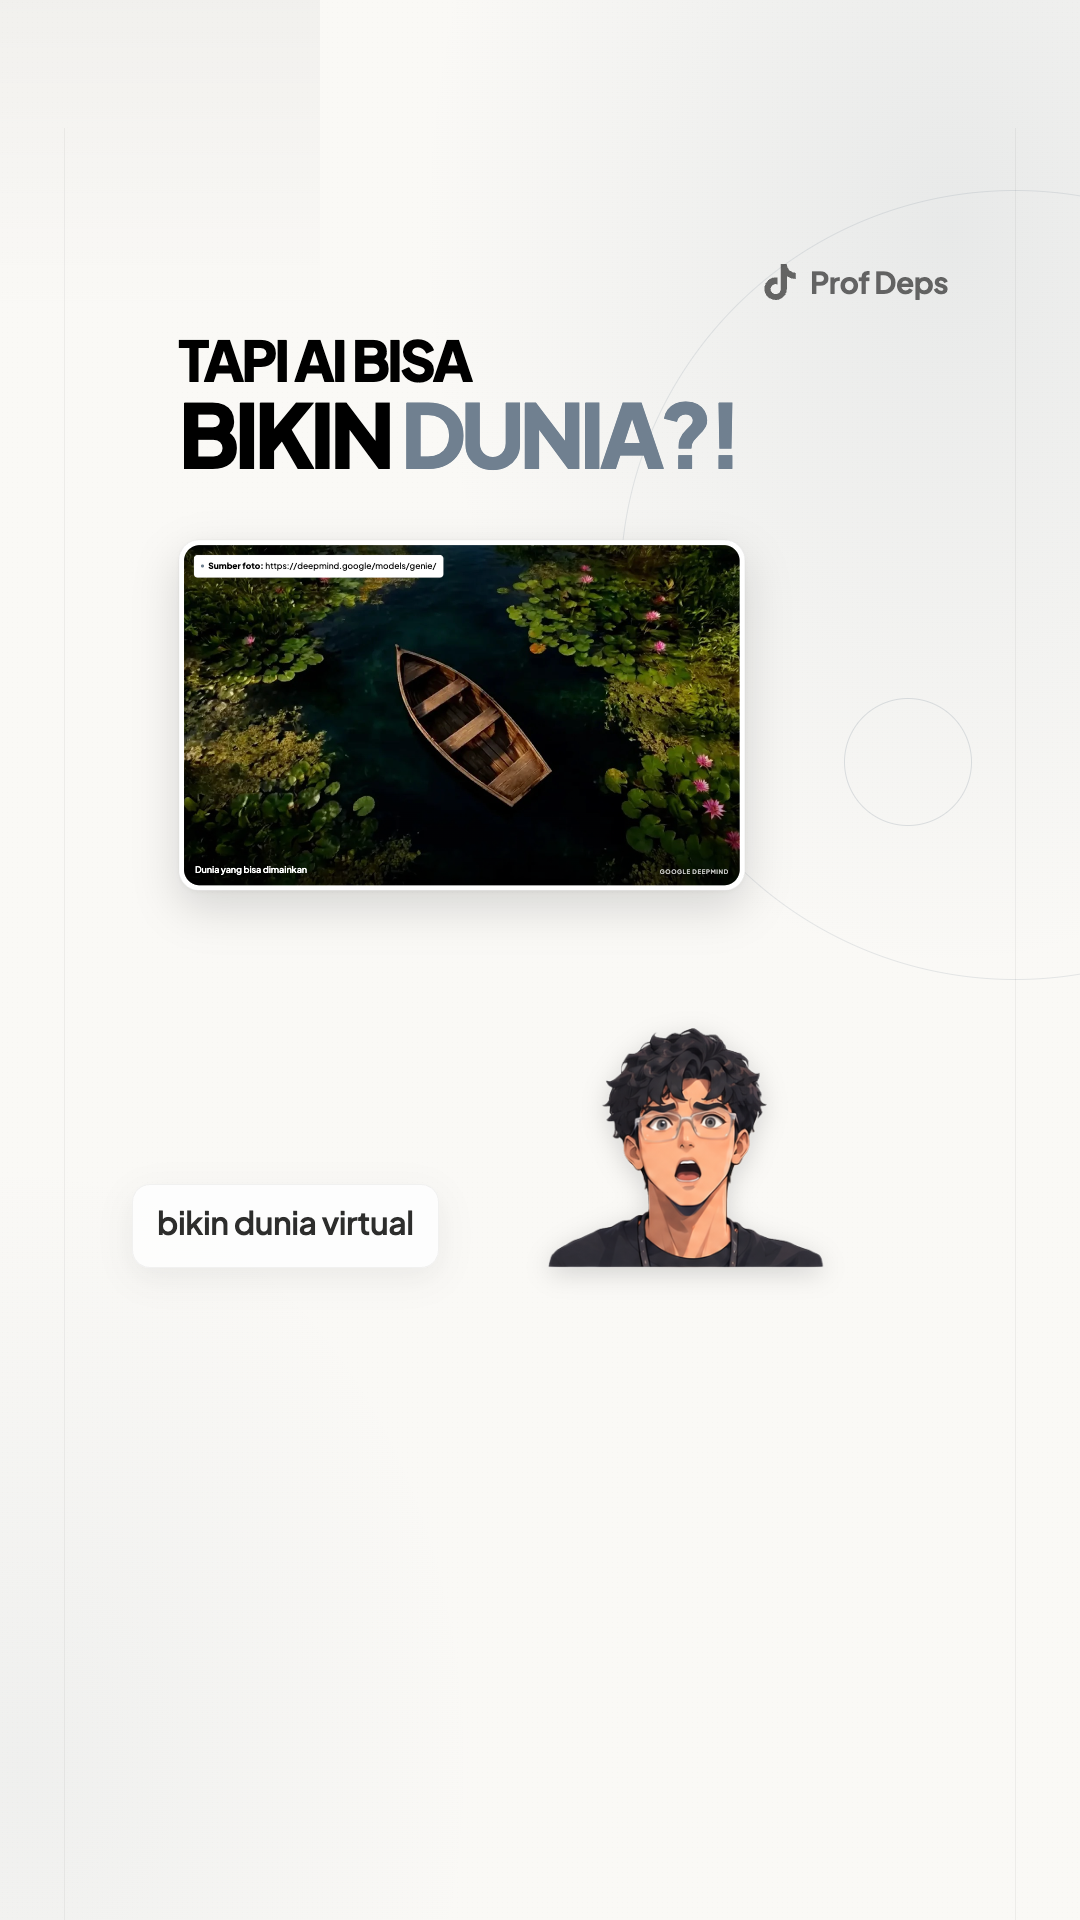 Prof Deps
TAPI AI BISA
BIKIN DUNIA?!
Sumber foto: https://deepmind.google/models/genie/
Dunia yang bisa dimainkan
GOOGLE DEEPMIND
bikin dunia virtual